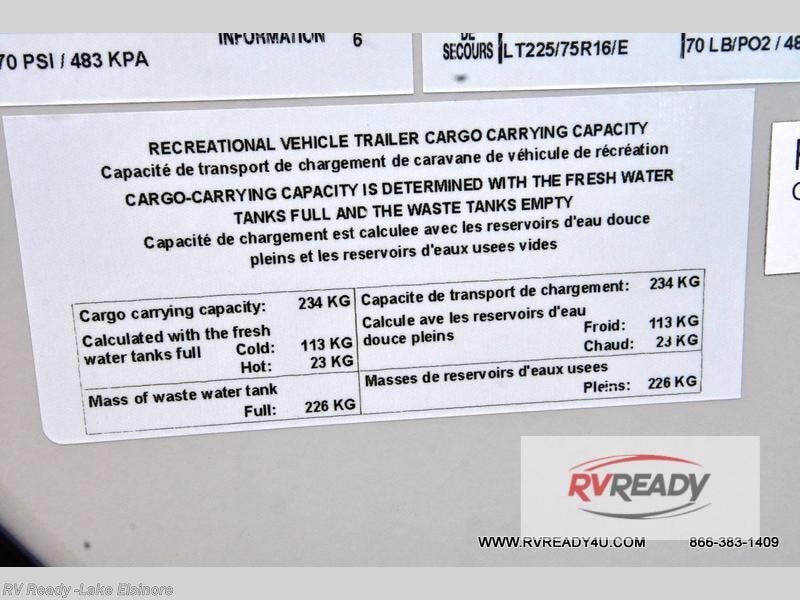 70 PSI / 483 KPA
INFORMATION 6
DE
SECOURS LT225/75R16/E
70 LB/PO2 / 48
RECREATIONAL VEHICLE TRAILER CARGO CARRYING CAPACITY
Capacité de transport de chargement de caravane de véhicule de récréation
CARGO-CARRYING CAPACITY IS DETERMINED WITH THE FRESH WATER
TANKS FULL AND THE WASTE TANKS EMPTY
Capacité de chargement est calculee avec les reservoirs d'eau douce
pleins et les reservoirs d'eaux usees vides
Cargo carrying capacity: 234 KG
Calculated with the fresh
water tanks full Cold: 113 KG
Hot: 23 KG
Mass of waste water tank
Full: 226 KG
Capacite de transport de chargement: 234 KG
Calcule ave les reservoirs d'eau
douce pleins Froid: 113 KG
Chaud: 23 KG
Masses de reservoirs d'eaux usees
Pleins: 226 KG
RVREADY
WWW.RVREADY4U.COM 866-383-1409
RV Ready -Lake Elsinore